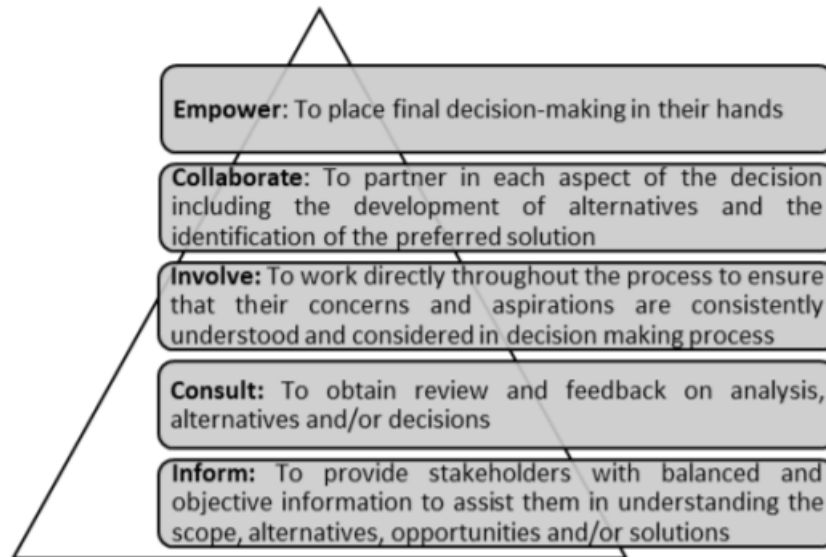 Empower: To place final decision-making in their hands
Collaborate: To partner in each aspect of the decision
including the development of alternatives and the
identification of the preferred solution
Involve: To work directly throughout the process to ensure
that their concerns and aspirations are consistently
understood and considered in decision making process
Consult: To obtain review and feedback on analysis,
alternatives and/or decisions
Inform: To provide stakeholders with balanced and
objective information to assist them in understanding the
scope, alternatives, opportunities and/or solutions